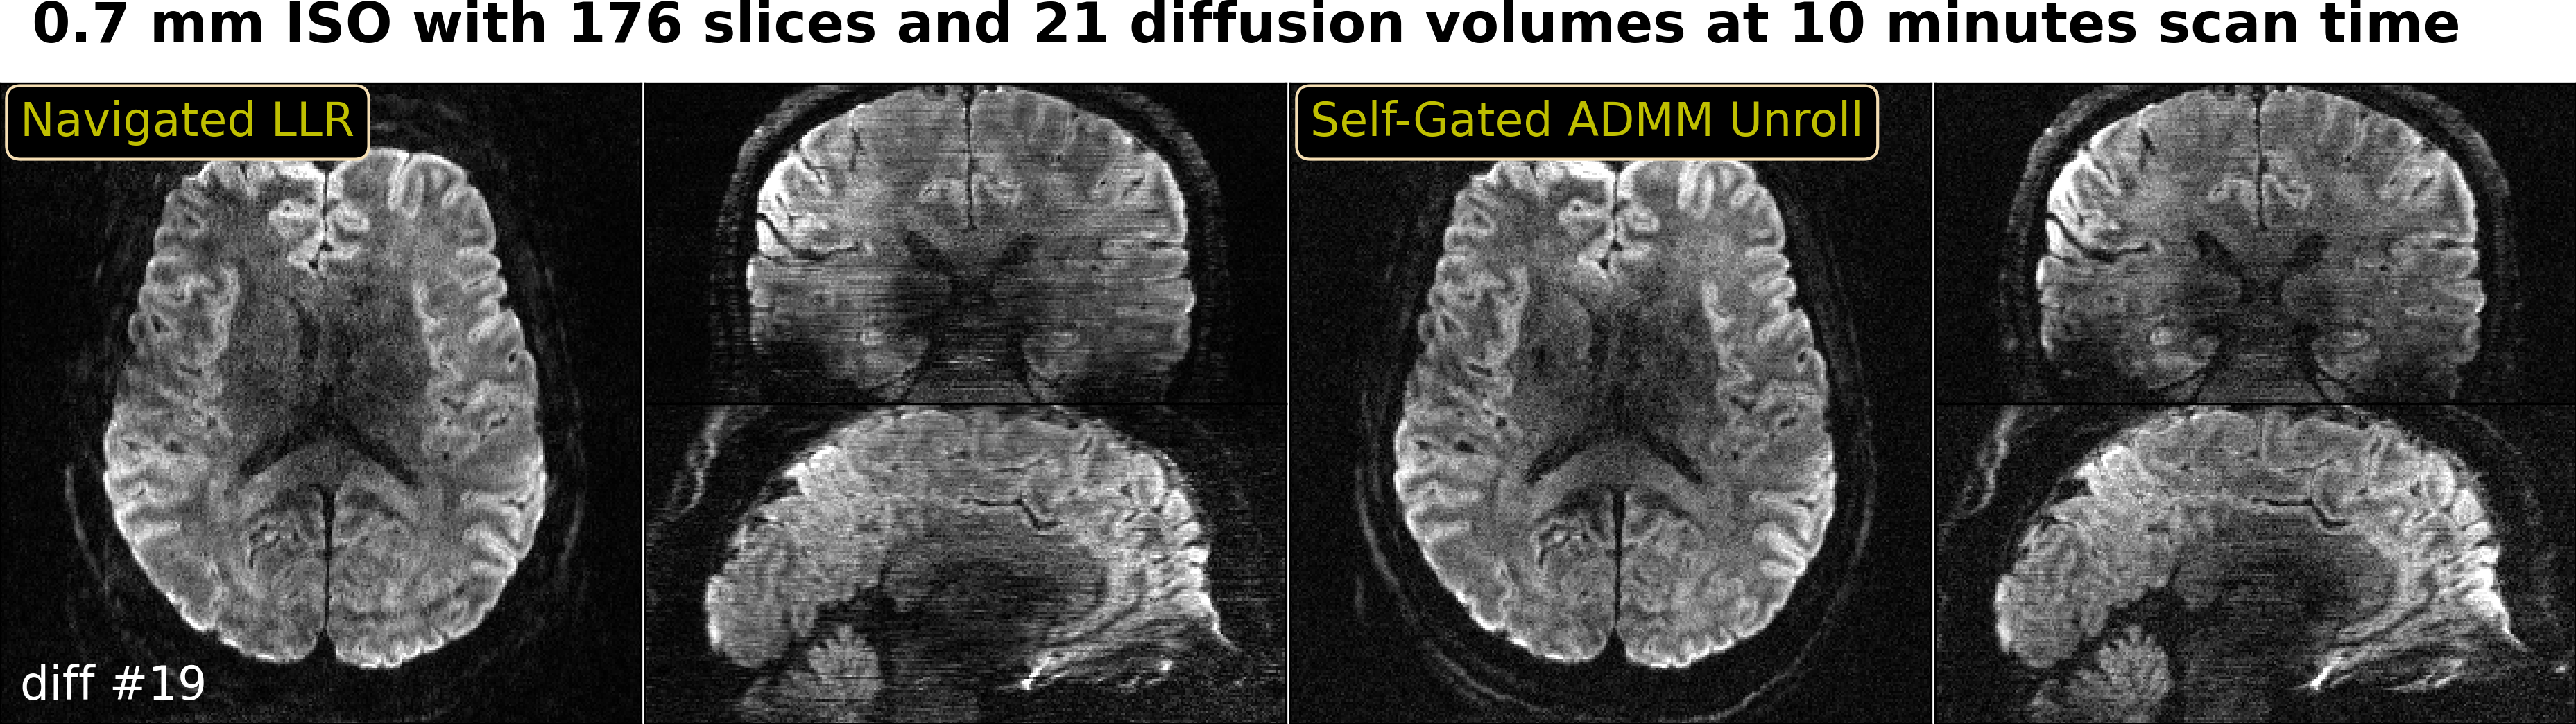 0.7 mm ISO with 176 slices and 21 diffusion volumes at 10 minutes scan time
Navigated LLR
Self-Gated ADMM Unroll
diff #19